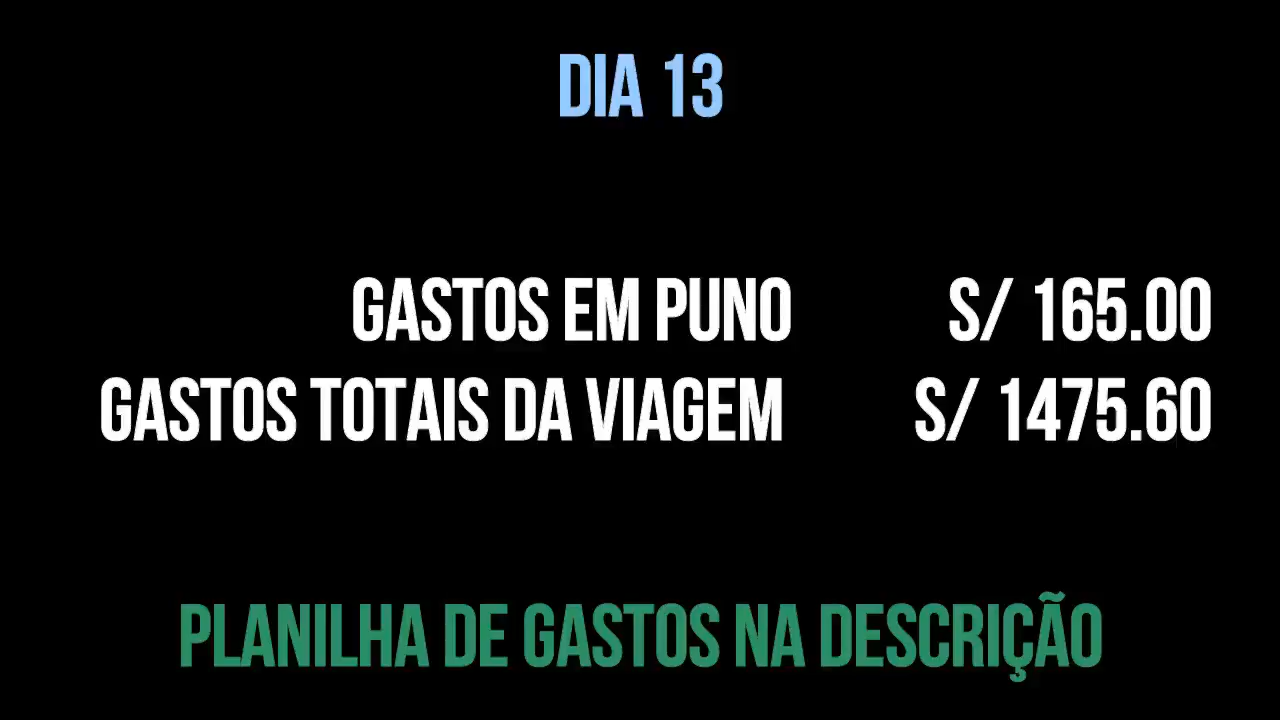 DIA 13
GASTOS EM PUNO S/ 165.00
GASTOS TOTAIS DA VIAGEM S/ 1475.60
PLANILHA DE GASTOS NA DESCRIÇÃO